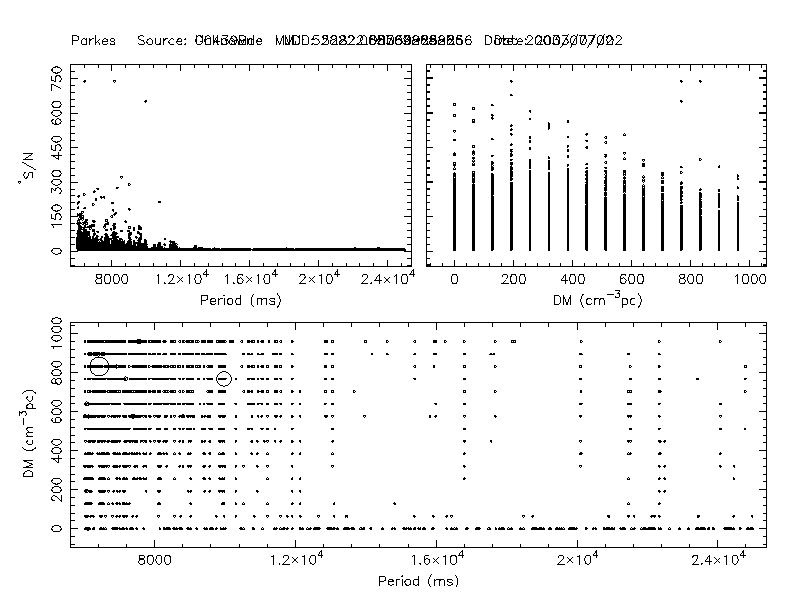 Parkes Source: Date:
750
600
450
300
150
0
S/N
8000 1.2×10⁴ 1.6×10⁴ 2×10⁴ 2.4×10⁴
Period (ms)
0 200 400 600 800 1000
DM (cm⁻³pc)
1000
800
600
400
200
0
DM (cm⁻³pc)
8000 1.2×10⁴ 1.6×10⁴ 2×10⁴ 2.4×10⁴
Period (ms)